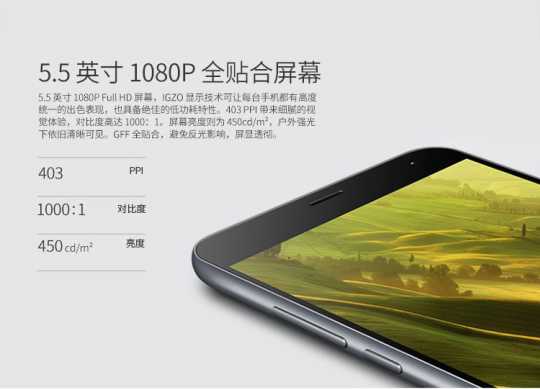 5.5 英寸 1080P 全贴合屏幕
5.5 英寸 1080P Full HD 屏幕，IGZO 显示技术可让每台手机都有高度
统一的出色表现，也具备绝佳的低功耗特性。403 PPI 带来细腻的视
觉体验，对比度高达 1000：1。屏幕亮度则为 450cd/m²，户外强光
下依旧清晰可见。GFF 全贴合，避免反光影响，屏显透彻。
403 PPI
1000：1 对比度
450 cd/m² 亮度